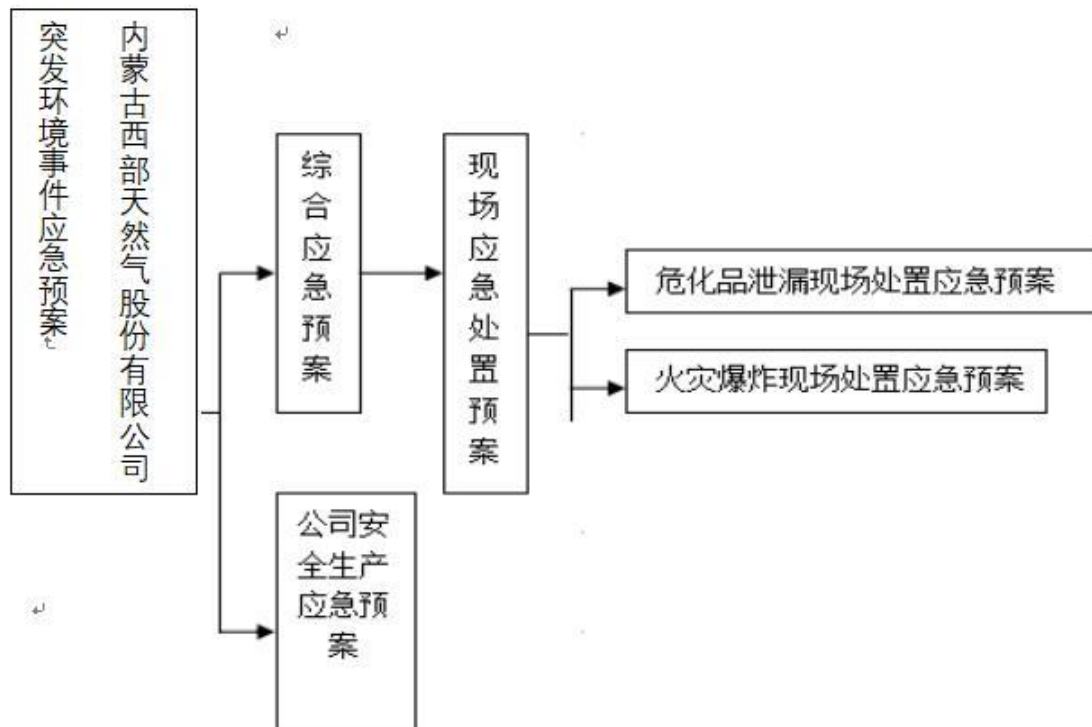 内蒙古西部天然气股份有限公司
突发环境事件应急预案
综合应急预案
现场应急处置预案
危化品泄漏现场处置应急预案
火灾爆炸现场处置应急预案
公司安
全生产
应急预
案